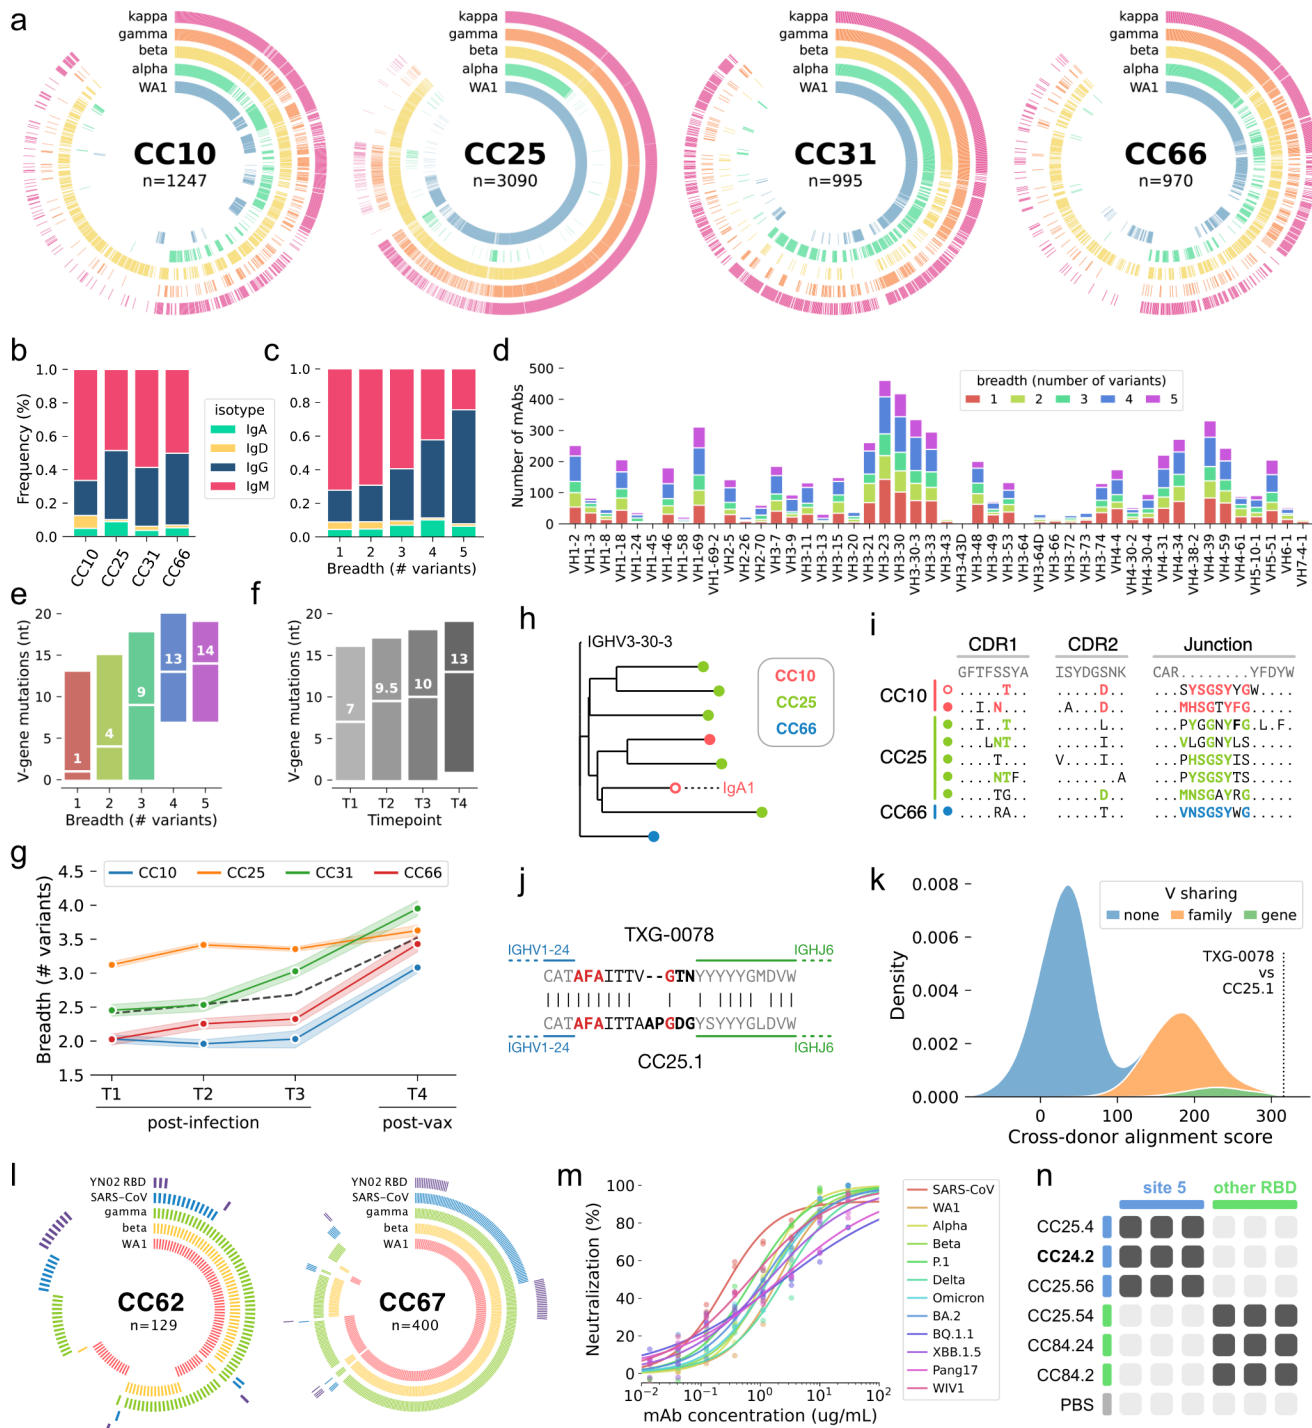 a
kappa
gamma
beta
alpha
WA1
CC10
n=1247
kappa
gamma
beta
alpha
WA1
CC25
n=3090
kappa
gamma
beta
alpha
WA1
CC31
n=995
kappa
gamma
beta
alpha
WA1
CC66
n=970
b
Frequency (%)
1.0
0.8
0.6
0.4
0.2
0.0
CC10
CC25
CC31
CC66
isotype
IgA
IgD
IgG
IgM
c
1.0
0.8
0.6
0.4
0.2
0.0
1 2 3 4 5
Breadth (# variants)
d
Number of mAbs
500
400
300
200
100
0
breadth (number of variants)
1 2 3 4 5
VH1-2
VH1-3
VH1-8
VH1-18
VH1-24
VH1-45
VH1-46
VH1-58
VH1-69
VH1-69-2
VH2-5
VH2-26
VH2-70
VH3-7
VH3-9
VH3-11
VH3-13
VH3-15
VH3-20
VH3-21
VH3-23
VH3-30
VH3-30-3
VH3-33
VH3-43
VH3-43D
VH3-48
VH3-49
VH3-53
VH3-64
VH3-64D
VH3-66
VH3-72
VH3-73
VH3-74
VH4-4
VH4-30-2
VH4-30-4
VH4-31
VH4-34
VH4-38-2
VH4-39
VH4-59
VH4-61
VH5-10-1
VH5-51
VH6-1
VH7-4-1
e
V-gene mutations (nt)
20
15
10
5
0
1
4
9
13
14
1 2 3 4 5
Breadth (# variants)
f
V-gene mutations (nt)
20
15
10
5
0
7
9.5
10
13
T1 T2 T3 T4
Timepoint
g
Breadth (# variants)
4.5
4.0
3.5
3.0
2.5
2.0
1.5
CC10 CC25 CC31 CC66
T1 T2 T3 T4
post-infection post-vax
h
IGHV3-30-3
CC10
CC25
CC66
IgA1
i
CDR1 CDR2 Junction
GFTFSSYA ISYDGSNK CAR........YFDYW
CC10
.....T.. .....D.. ...SYSGSYYGW....
..I.N... .A...D.. ...MHSGTYFG.....
CC25
..I..T.. .....L.. ...PYGGNYFG.L.F.
...LNT.. .....I.. ...VLGGNYLS.....
....T... V....I.. ...PHSGSYIS.....
....NTF. .......A ...PYSGSYTS.....
....TG.. .....D.. ...MNSGAYRG.....
CC66
....RA.. .....T.. ...VNSGSYWG.....
j
TXG-0078
IGHV1-24 IGHJ6
CATAFAITTV--GTNYYYYYGMDVW
CATAFAITTAAPGDGYSYYYGLDVW
IGHV1-24 IGHJ6
CC25.1
k
Density
0.008
0.006
0.004
0.002
0.000
V sharing
none family gene
TXG-0078
vs
CC25.1
0 100 200 300
Cross-donor alignment score
l
YN02 RBD
SARS-CoV
gamma
beta
WA1
CC62
n=129
YN02 RBD
SARS-CoV
gamma
beta
WA1
CC67
n=400
m
Neutralization (%)
100
80
60
40
20
0
10⁻² 10⁻¹ 10⁰ 10¹ 10²
mAb concentration (ug/mL)
SARS-CoV
WA1
Alpha
Beta
P.1
Delta
Omicron
BA.2
BQ.1.1
XBB.1.5
Pang17
WIV1
n
site 5 other RBD
CC25.4
CC24.2
CC25.56
CC25.54
CC84.24
CC84.2
PBS